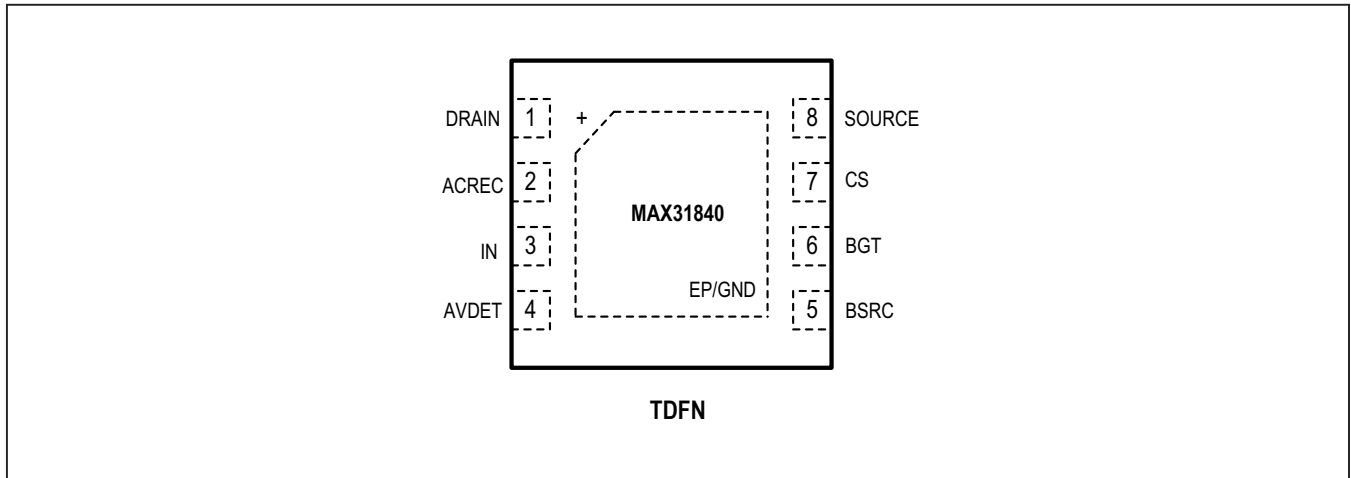 DRAIN 1 + 8 SOURCE
ACREC 2 7 CS
MAX31840
IN 3 6 BGT
EP/GND
AVDET 4 5 BSRC
TDFN